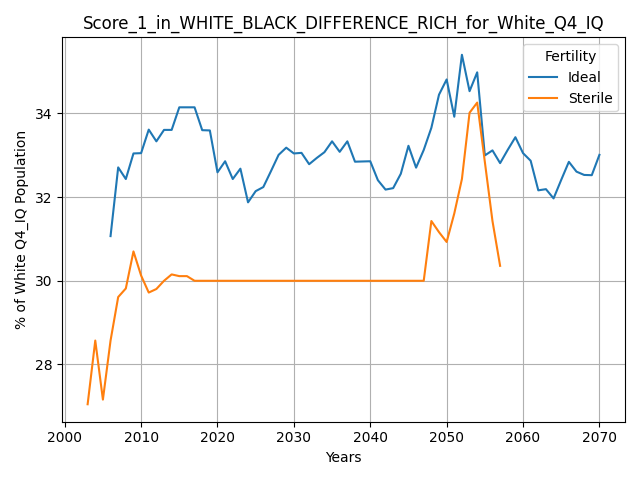 Score_1_in_WHITE_BLACK_DIFFERENCE_RICH_for_White_Q4_IQ
Fertility
Ideal
Sterile
% of White Q4_IQ Population
34
32
30
28
2000
2010
2020
2030
2040
2050
2060
2070
Years